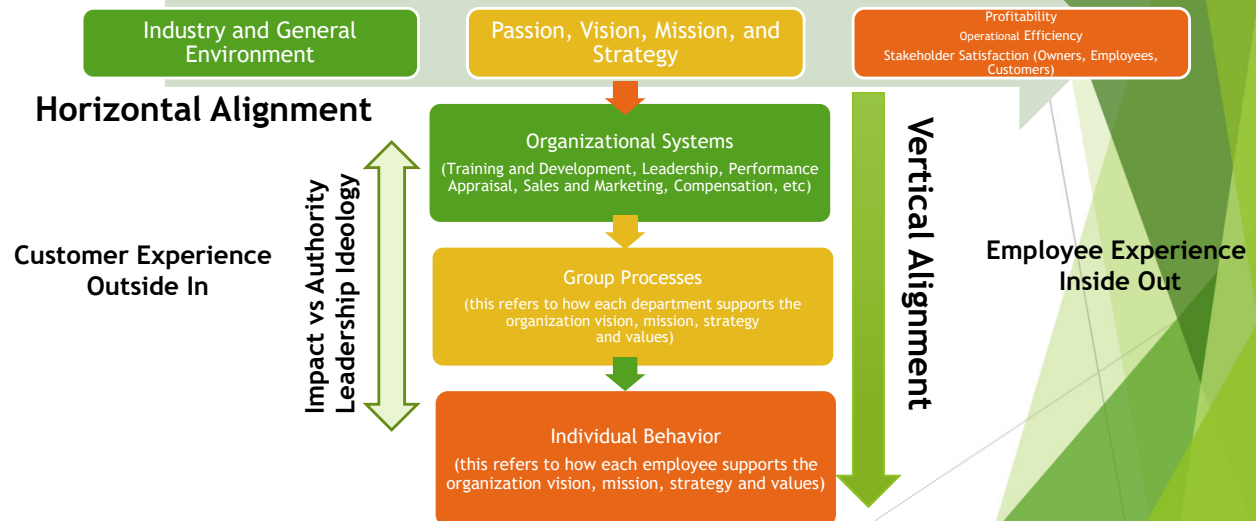 Industry and General
Environment
Passion, Vision, Mission, and
Strategy
Profitability
Operational Efficiency
Stakeholder Satisfaction (Owners, Employees,
Customers)
Horizontal Alignment
Organizational Systems
(Training and Development, Leadership, Performance
Appraisal, Sales and Marketing, Compensation, etc)
Impact vs Authority
Leadership Ideology
Vertical Alignment
Customer Experience
Outside In
Employee Experience
Inside Out
Group Processes
(this refers to how each department supports the
organization vision, mission, strategy
and values)
Individual Behavior
(this refers to how each employee supports the
organization vision, mission, strategy and values)